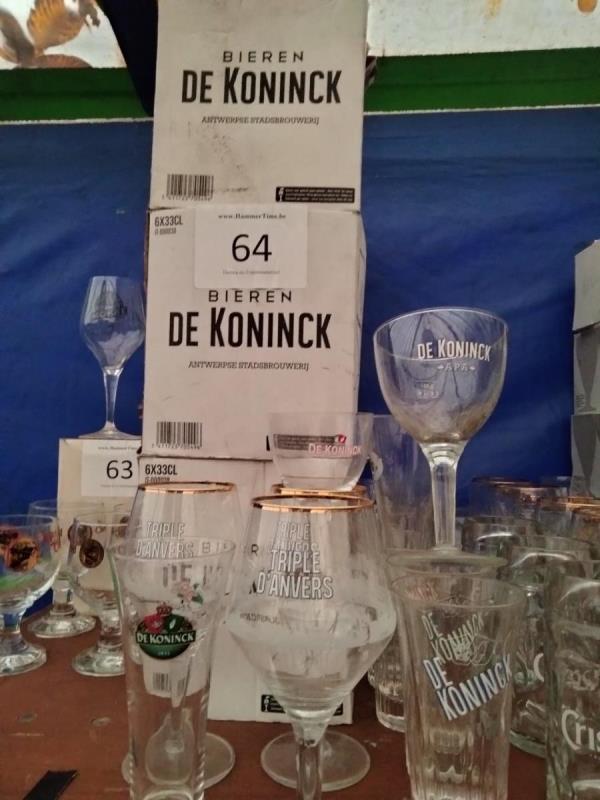 BIEREN
DE KONINCK
ANTWERPSE STADSBROUWERIJ
6X33CL
www.HammerTime.be
64
BIEREN
DE KONINCK
ANTWERPSE STADSBROUWERIJ
DE KONINCK
APA
DE KONINCK
63
6X33CL
TRIPLE
D'ANVERS
TRIPLE
TRIPLE
D'ANVERS
DE KONINCK
DE
KONINCK
DE
KONINCK
Cris